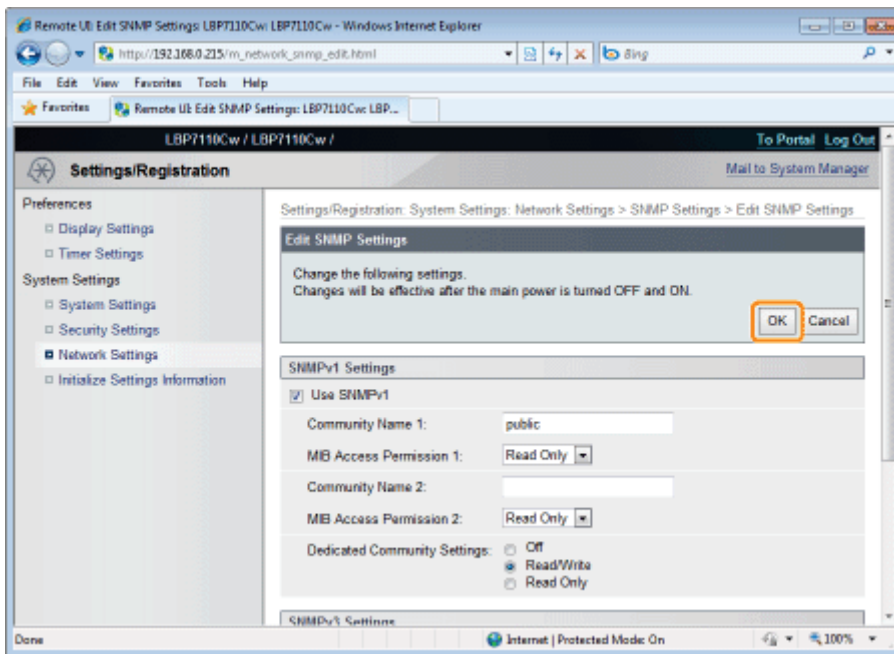 Remote UI: Edit SNMP Settings: LBP7110Cw: LBP7110Cw - Windows Internet Explorer
http://192.168.0.215/m_network_snmp_edit.html
Bing
File Edit View Favorites Tools Help
Favorites Remote UI: Edit SNMP Settings: LBP7110Cw: LBP...
LBP7110Cw / LBP7110Cw / To Portal Log Out
Settings/Registration Mail to System Manager
Preferences
Display Settings
Timer Settings
System Settings
System Settings
Security Settings
Network Settings
Initialize Settings Information
Settings/Registration: System Settings: Network Settings > SNMP Settings > Edit SNMP Settings
Edit SNMP Settings
Change the following settings.
Changes will be effective after the main power is turned OFF and ON.
OK Cancel
SNMPv1 Settings
Use SNMPv1
Community Name 1: public
MIB Access Permission 1: Read Only
Community Name 2:
MIB Access Permission 2: Read Only
Dedicated Community Settings: Off
Read/Write
Read Only
SNMPv3 Settings
Done Internet | Protected Mode: On 100%